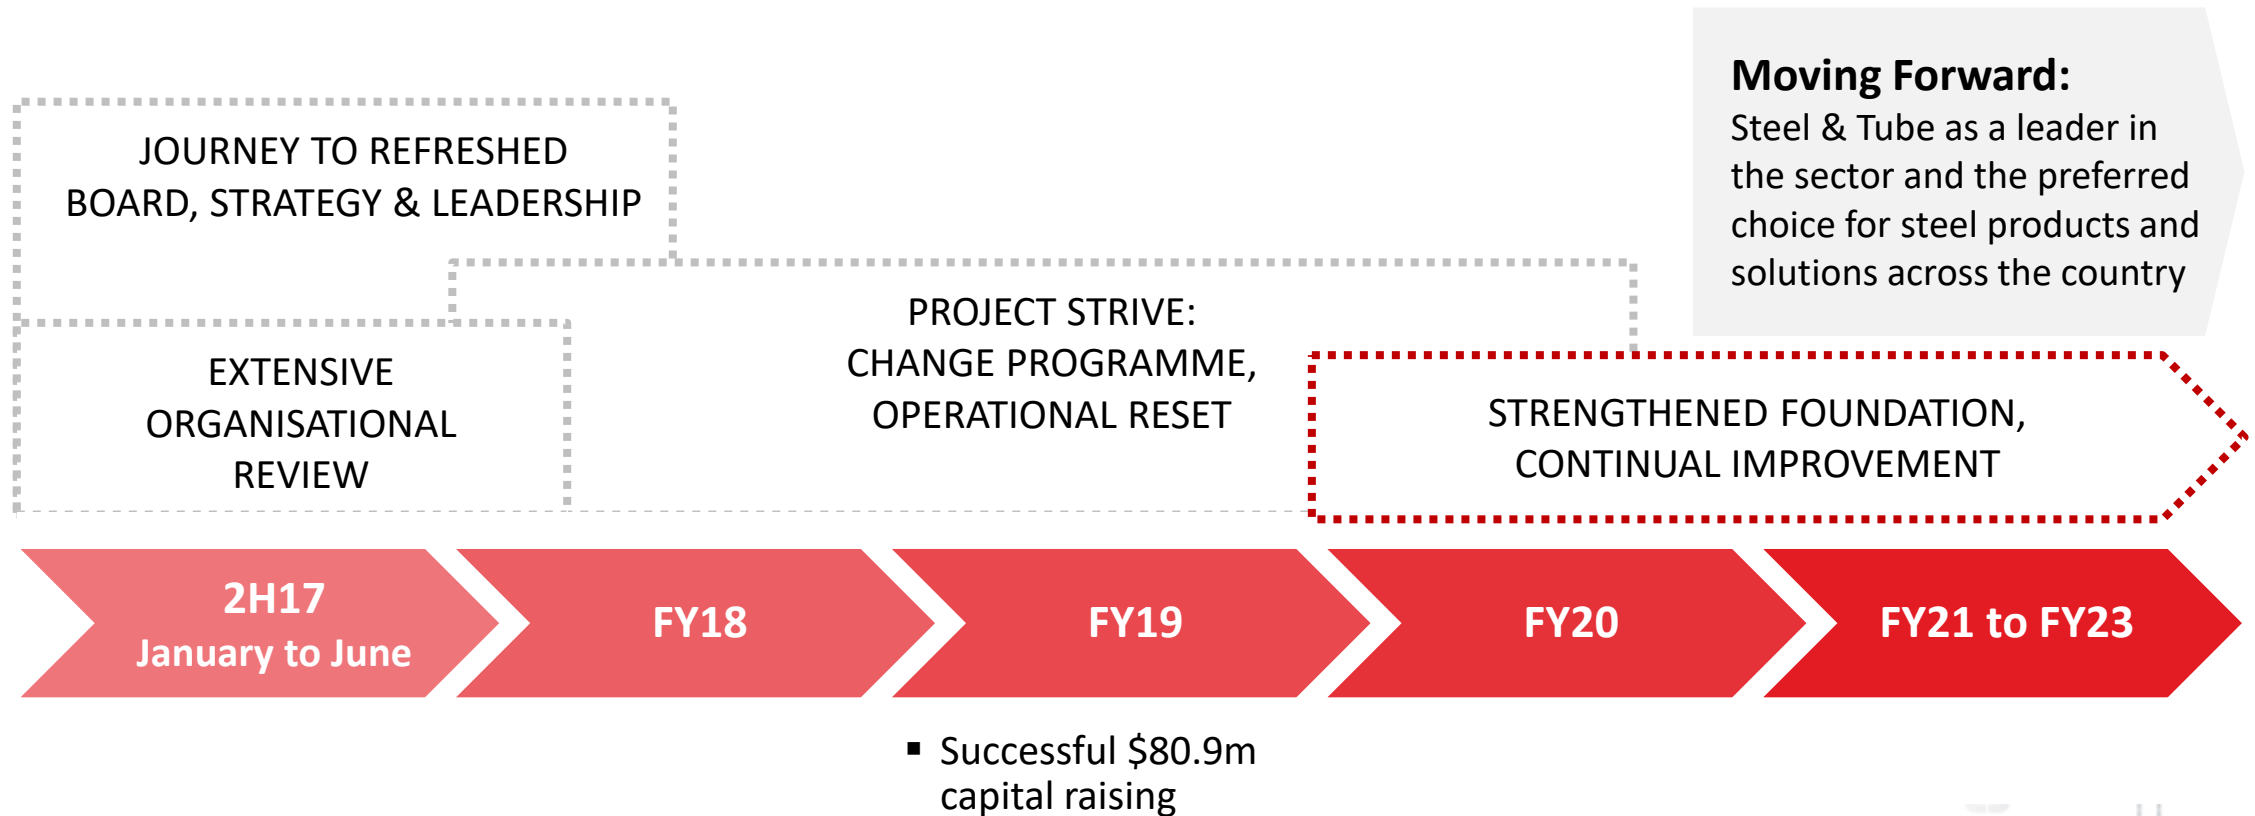 Moving Forward:
Steel & Tube as a leader in
the sector and the preferred
choice for steel products and
solutions across the country
JOURNEY TO REFRESHED
BOARD, STRATEGY & LEADERSHIP
EXTENSIVE
ORGANISATIONAL
REVIEW
PROJECT STRIVE:
CHANGE PROGRAMME,
OPERATIONAL RESET
STRENGTHENED FOUNDATION,
CONTINUAL IMPROVEMENT
2H17
January to June
FY18
FY19
FY20
FY21 to FY23
▪ Successful $80.9m
capital raising